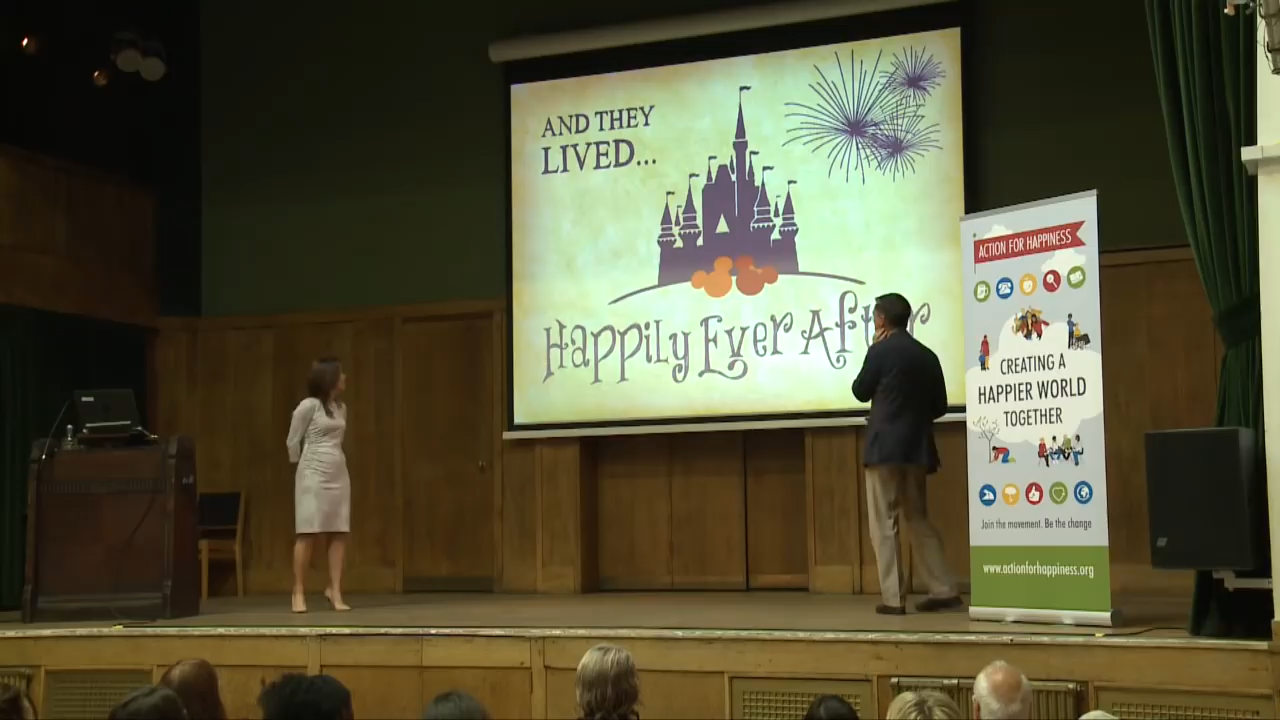 AND THEY
LIVED...
Happily Ever After
ACTION FOR HAPPINESS
CREATING A
HAPPIER WORLD
TOGETHER
Join the movement. Be the change
www.actionforhappiness.org